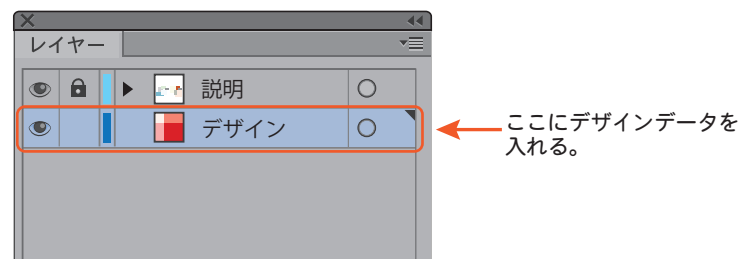 レイヤー
説明
デザイン
ここにデザインデータを
入れる。